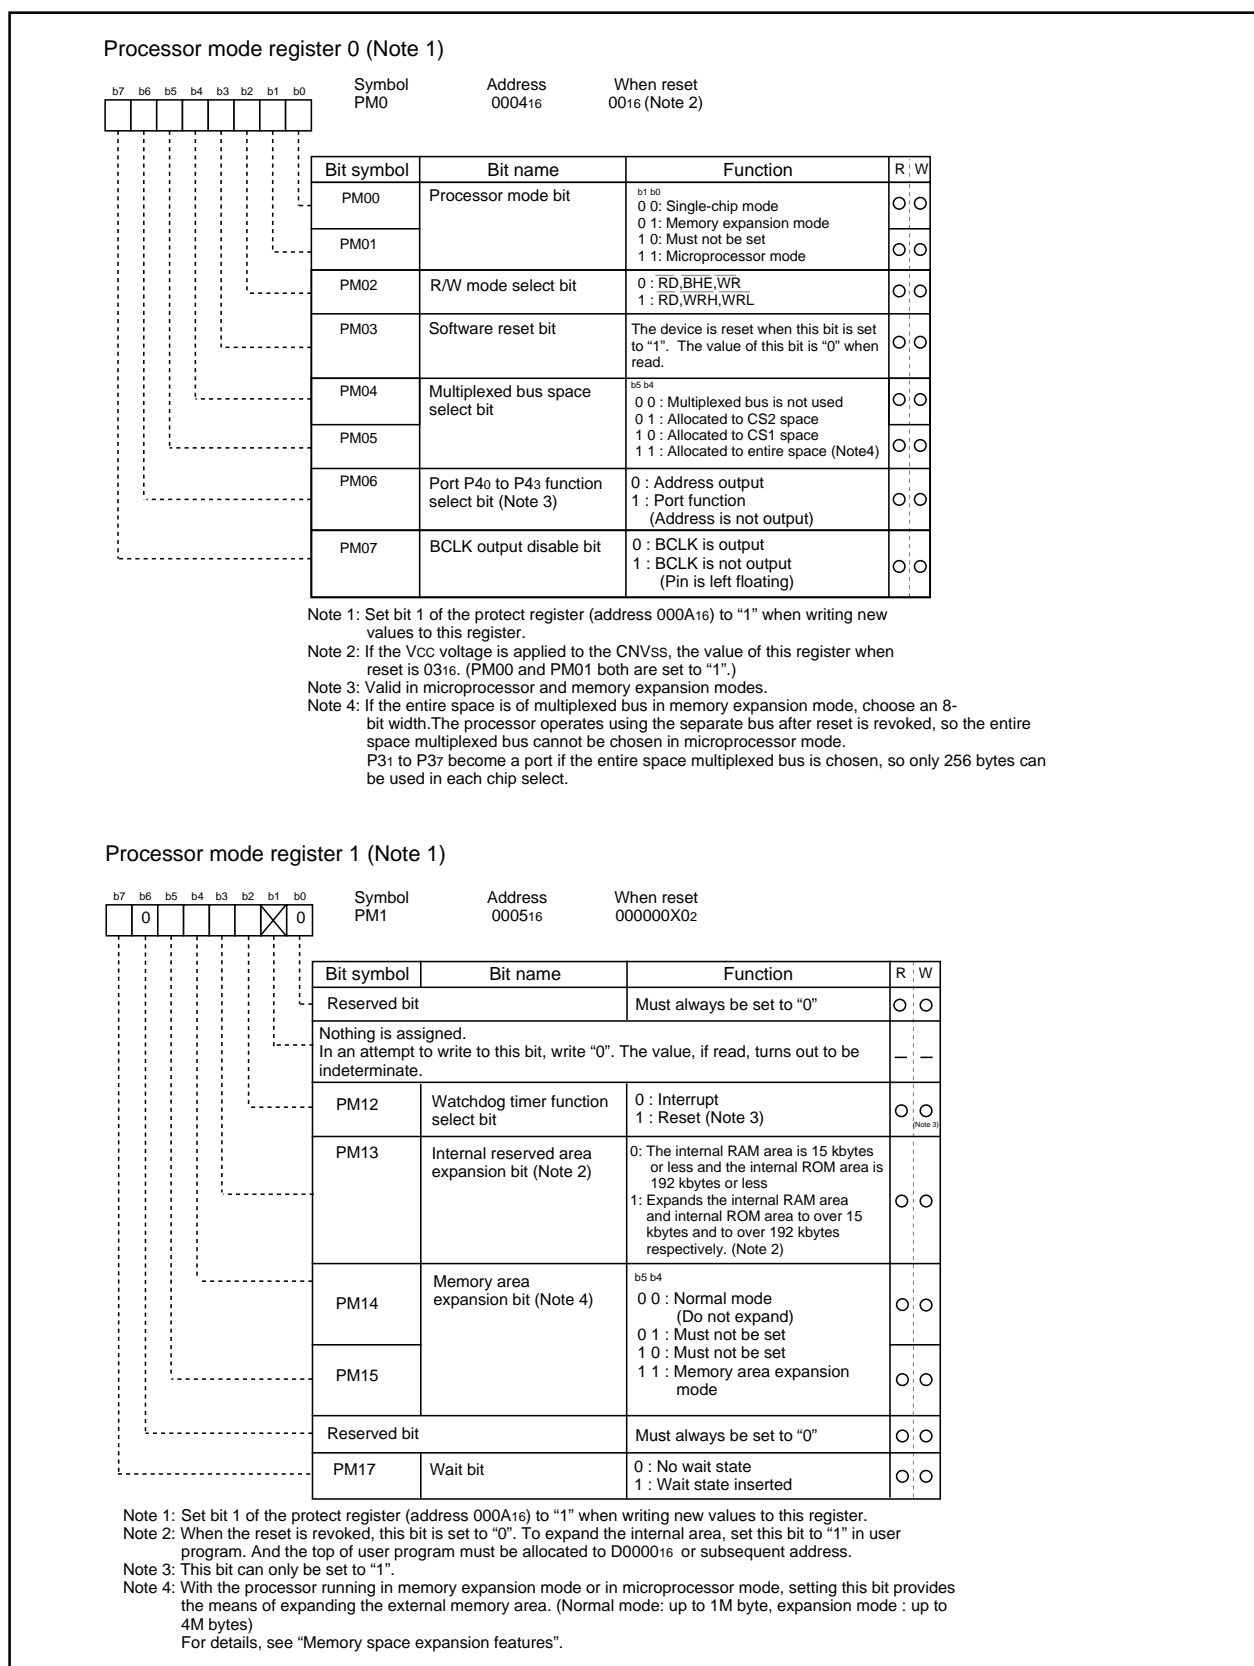 Processor mode register 0 (Note 1)
b7 b6 b5 b4 b3 b2 b1 b0
Symbol Address When reset
PM0 000416 0016 (Note 2)
Bit symbol Bit name Function R W
PM00 Processor mode bit
b1 b0
0 0: Single-chip mode
0 1: Memory expansion mode
1 0: Must not be set
1 1: Microprocessor mode
PM01
PM02 R/W mode select bit
0 : RD,BHE,WR
1 : RD,WRH,WRL
PM03 Software reset bit
The device is reset when this bit is set
to “1”. The value of this bit is “0” when
read.
PM04 Multiplexed bus space
select bit
b5 b4
0 0 : Multiplexed bus is not used
0 1 : Allocated to CS2 space
1 0 : Allocated to CS1 space
1 1 : Allocated to entire space (Note4)
PM05
PM06 Port P40 to P43 function
select bit (Note 3)
0 : Address output
1 : Port function
(Address is not output)
PM07 BCLK output disable bit
0 : BCLK is output
1 : BCLK is not output
(Pin is left floating)
Note 1: Set bit 1 of the protect register (address 000A16) to “1” when writing new
values to this register.
Note 2: If the VCC voltage is applied to the CNVSS, the value of this register when
reset is 0316. (PM00 and PM01 both are set to “1”.)
Note 3: Valid in microprocessor and memory expansion modes.
Note 4: If the entire space is of multiplexed bus in memory expansion mode, choose an 8-
bit width.The processor operates using the separate bus after reset is revoked, so the entire
space multiplexed bus cannot be chosen in microprocessor mode.
P31 to P37 become a port if the entire space multiplexed bus is chosen, so only 256 bytes can
be used in each chip select.
Processor mode register 1 (Note 1)
b7 b6 b5 b4 b3 b2 b1 b0
0 0
Symbol Address When reset
PM1 000516 000000X02
Bit symbol Bit name Function R W
Reserved bit Must always be set to “0”
Nothing is assigned.
In an attempt to write to this bit, write “0”. The value, if read, turns out to be
indeterminate.
PM12 Watchdog timer function
select bit
0 : Interrupt
1 : Reset (Note 3)
(Note 3)
PM13 Internal reserved area
expansion bit (Note 2)
0: The internal RAM area is 15 kbytes
or less and the internal ROM area is
192 kbytes or less
1: Expands the internal RAM area
and internal ROM area to over 15
kbytes and to over 192 kbytes
respectively. (Note 2)
PM14 Memory area
expansion bit (Note 4)
b5 b4
0 0 : Normal mode
(Do not expand)
0 1 : Must not be set
1 0 : Must not be set
1 1 : Memory area expansion
mode
PM15
Reserved bit Must always be set to “0”
PM17 Wait bit
0 : No wait state
1 : Wait state inserted
Note 1: Set bit 1 of the protect register (address 000A16) to “1” when writing new values to this register.
Note 2: When the reset is revoked, this bit is set to “0”. To expand the internal area, set this bit to “1” in user
program. And the top of user program must be allocated to D000016 or subsequent address.
Note 3: This bit can only be set to “1”.
Note 4: With the processor running in memory expansion mode or in microprocessor mode, setting this bit provides
the means of expanding the external memory area. (Normal mode: up to 1M byte, expansion mode : up to
4M bytes)
For details, see “Memory space expansion features”.